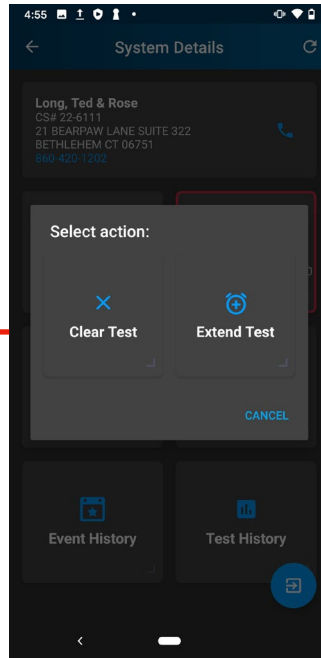 4:55
System Details
Long, Ted & Rose
CS# 22-6111
21 BEARPAW LANE SUITE 322
BETHLEHEM CT 06751
860-420-1202
Select action:
Clear Test
Extend Test
CANCEL
Event History
Test History